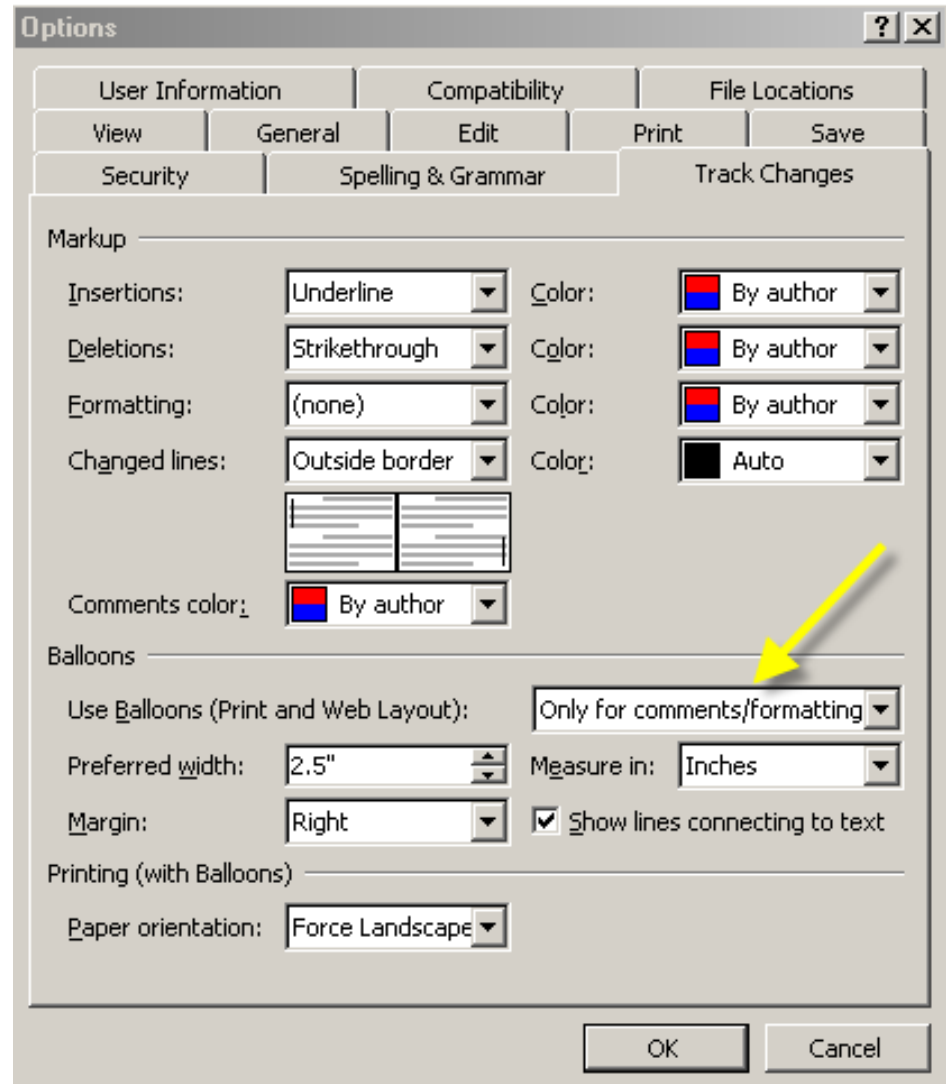 Options
User Information Compatibility File Locations
View General Edit Print Save
Security Spelling & Grammar Track Changes
Markup
Insertions: Underline Color: By author
Deletions: Strikethrough Color: By author
Formatting: (none) Color: By author
Changed lines: Outside border Color: Auto
Comments color: By author
Balloons
Use Balloons (Print and Web Layout): Only for comments/formatting
Preferred width: 2.5" Measure in: Inches
Margin: Right Show lines connecting to text
Printing (with Balloons)
Paper orientation: Force Landscape
OK Cancel